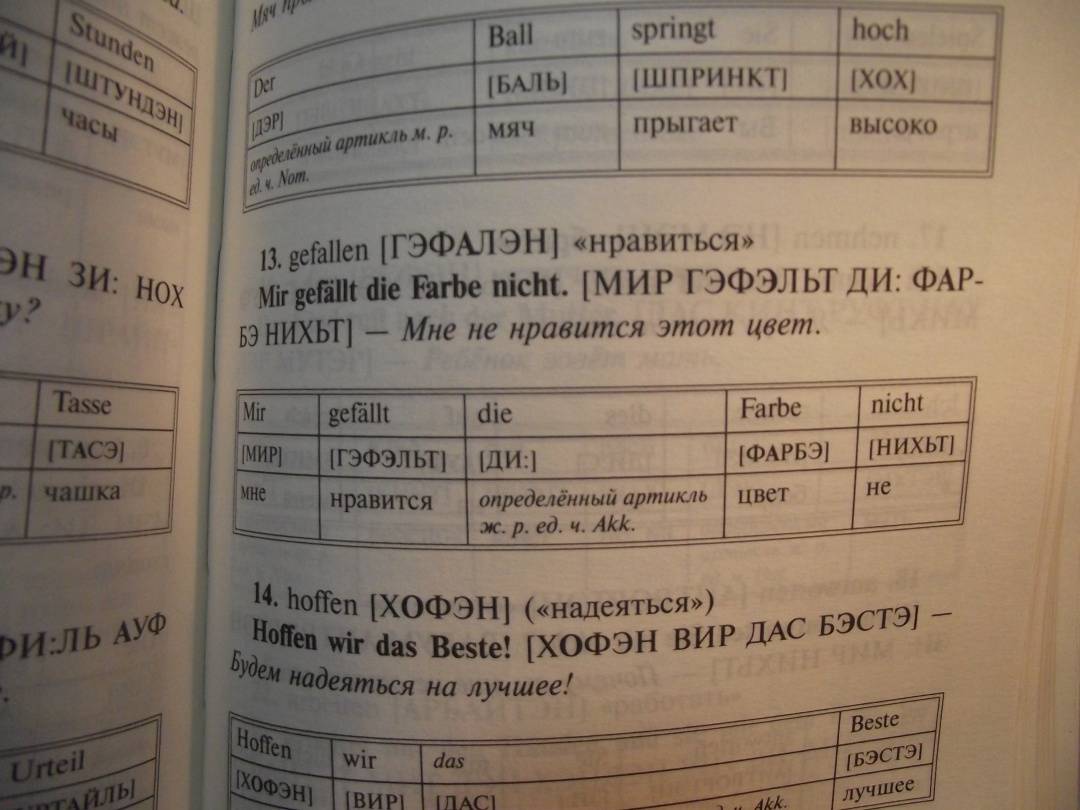 Stunden
[ШТУНДЭН]
часы
ЭН ЗИ: НОХ
Tasse
[ТАСЭ]
чашка
ФИ:ЛЬ АУФ
Urteil
Мяч
Der Ball springt hoch
[ДЭР] [БАЛЬ] [ШПРИНКТ] [ХОХ]
определённый артикль м. р. мяч прыгает высоко
ед. ч. Nom.
13. gefallen [ГЭФАЛЭН] «нравиться»
Mir gefällt die Farbe nicht. [МИР ГЭФЭЛЬТ ДИ: ФАР-
БЭ НИХЬТ] — Мне не нравится этот цвет.
Mir gefällt die Farbe nicht
[МИР] [ГЭФЭЛЬТ] [ДИ:] [ФАРБЭ] [НИХЬТ]
мне нравится определённый артикль цвет не
ж. р. ед. ч. Akk.
14. hoffen [ХОФЭН] («надеяться»)
Hoffen wir das Beste! [ХОФЭН ВИР ДАС БЭСТЭ] —
Будем надеяться на лучшее!
Hoffen wir das Beste
[ХОФЭН] [ВИР] [ДАС] [БЭСТЭ]
Akk. лучшее